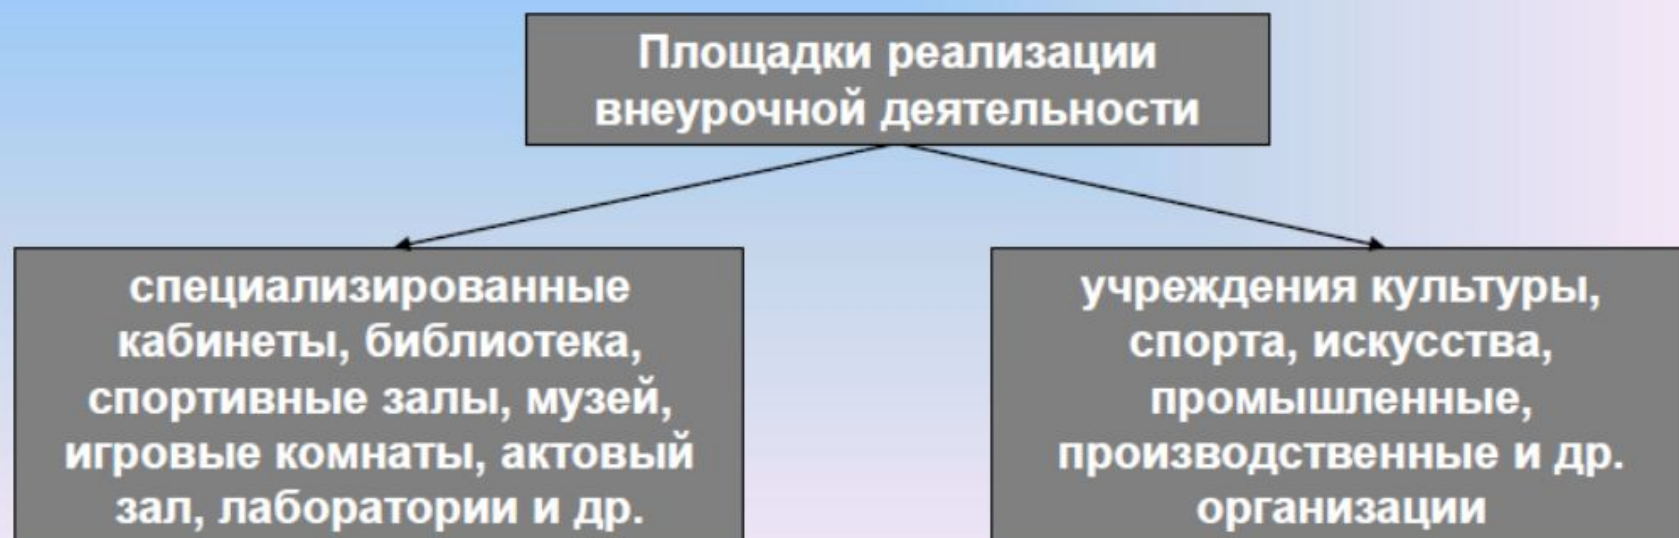 Площадки реализации
внеурочной деятельности
специализированные
кабинеты, библиотека,
спортивные залы, музей,
игровые комнаты, актовый
зал, лаборатории и др.
учреждения культуры,
спорта, искусства,
промышленные,
производственные и др.
организации